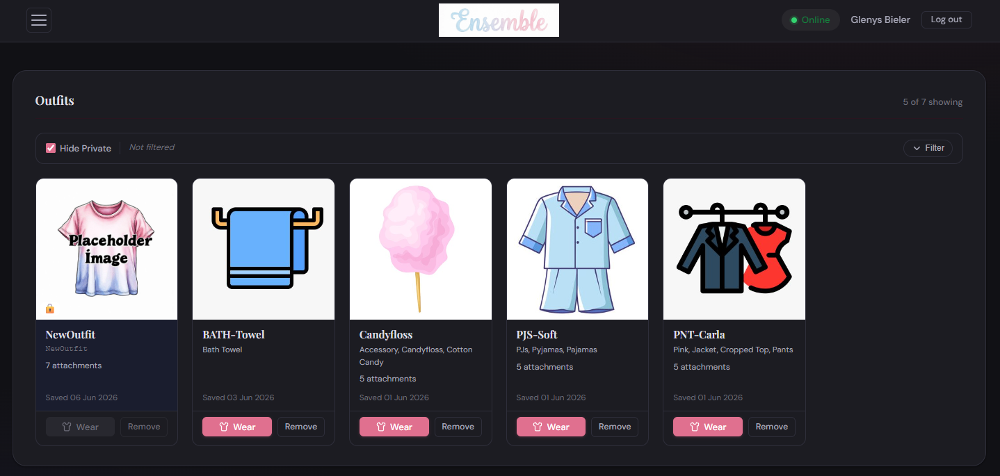 Ensemble
Online
Glenys Bieler
Log out
Outfits
5 of 7 showing
Hide Private
Not filtered
Filter
Placeholder
Image
NewOutfit
NewOutfit
7 attachments
Saved 06 Jun 2026
Wear
Remove
BATH-Towel
Bath Towel
Saved 03 Jun 2026
Wear
Remove
Candyfloss
Accessory, Candyfloss, Cotton
Candy
5 attachments
Saved 01 Jun 2026
Wear
Remove
PJS-Soft
PJs, Pyjamas, Pajamas
5 attachments
Saved 01 Jun 2026
Wear
Remove
PNT-Carla
Pink, Jacket, Cropped Top, Pants
5 attachments
Saved 01 Jun 2026
Wear
Remove